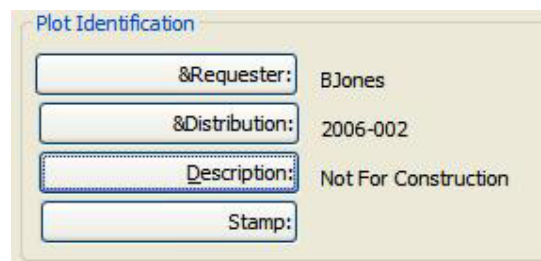 Plot Identification
&Requester: BJones
&Distribution: 2006-002
Description: Not For Construction
Stamp: